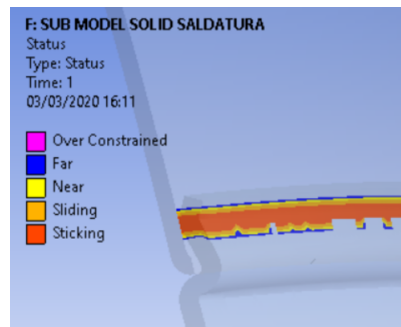 F: SUB MODEL SOLID SALDATURA
Status
Type: Status
Time: 1
03/03/2020 16:11
Over Constrained
Far
Near
Sliding
Sticking